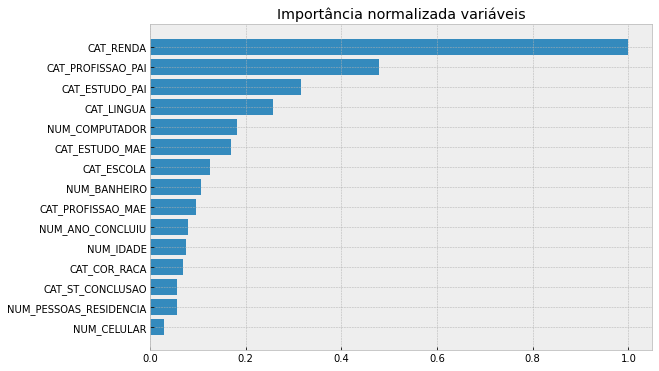 Importância normalizada variáveis
CAT_RENDA
CAT_PROFISSAO_PAI
CAT_ESTUDO_PAI
CAT_LINGUA
NUM_COMPUTADOR
CAT_ESTUDO_MAE
CAT_ESCOLA
NUM_BANHEIRO
CAT_PROFISSAO_MAE
NUM_ANO_CONCLUIU
NUM_IDADE
CAT_COR_RACA
CAT_ST_CONCLUSAO
NUM_PESSOAS_RESIDENCIA
NUM_CELULAR
0.0 0.2 0.4 0.6 0.8 1.0